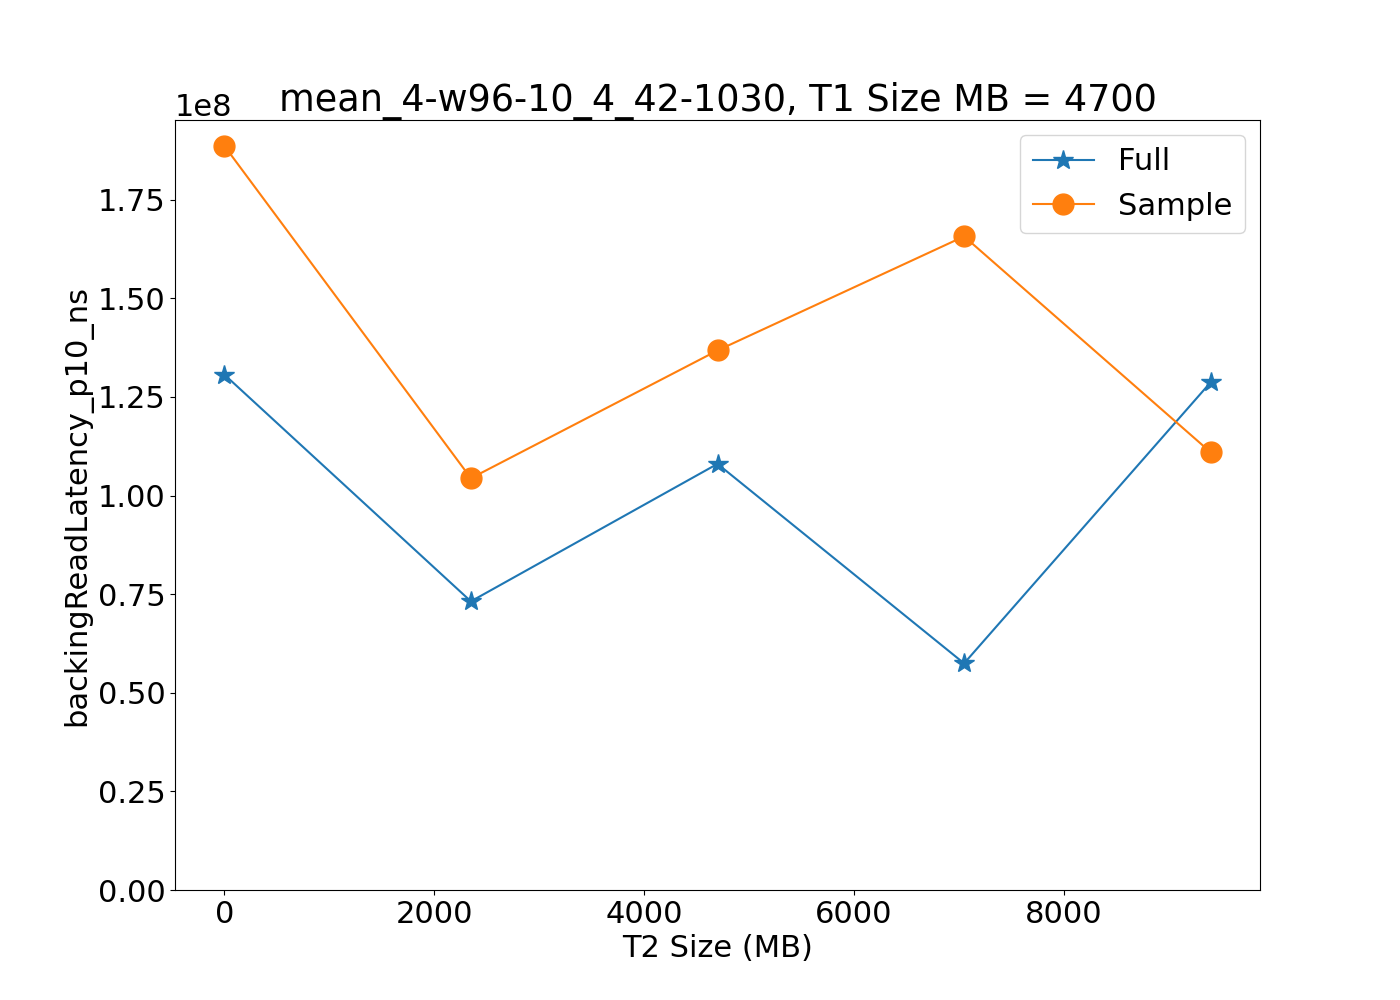 mean_4-w96-10_4_42-1030, T1 Size MB = 4700
1e8
Full
Sample
1.75
1.50
1.25
1.00
0.75
0.50
0.25
0.00
backingReadLatency_p10_ns
0 2000 4000 6000 8000
T2 Size (MB)